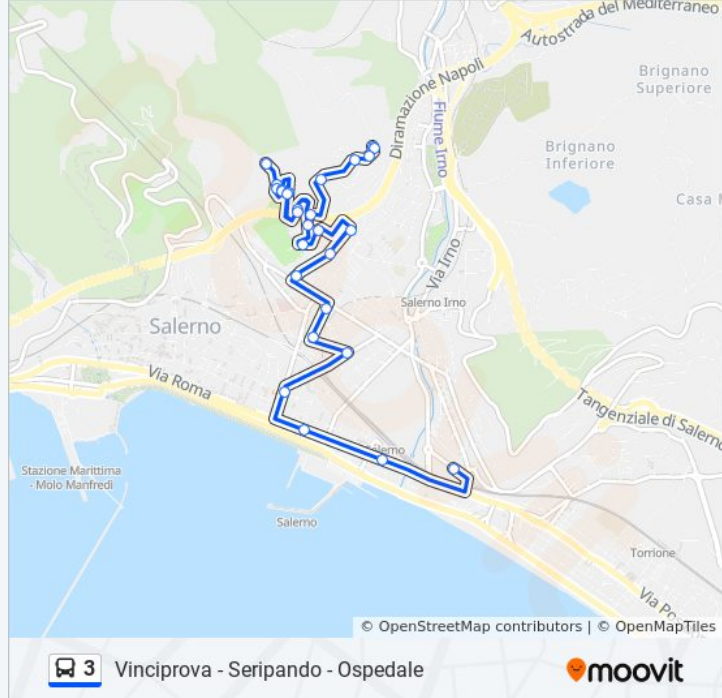 Autostrada del Mediterraneo
Diramazione Napoli
Brignano
Superiore
Fiume Irno
Brignano
Inferiore
Casa M
Via Irno
Salerno Irno
Salerno
Via Roma
Tangenziale di Salerno
Stazione Marittima
- Molo Manfredi
Salerno
Salerno
Torrione
Via Po
© OpenStreetMap contributors | © OpenMapTiles
3 Vinciprova - Seripando - Ospedale
moovit